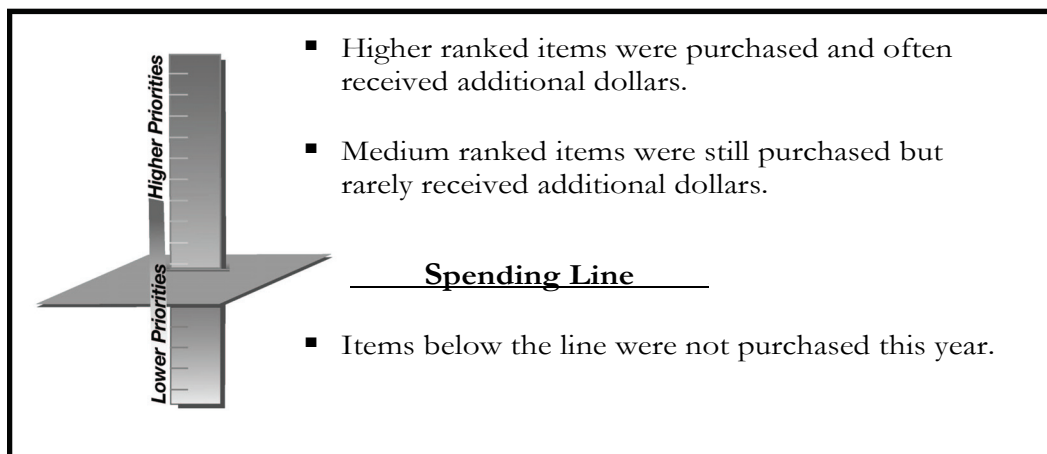 Higher Priorities
Lower Priorities
▪ Higher ranked items were purchased and often
received additional dollars.
▪ Medium ranked items were still purchased but
rarely received additional dollars.
Spending Line
▪ Items below the line were not purchased this year.